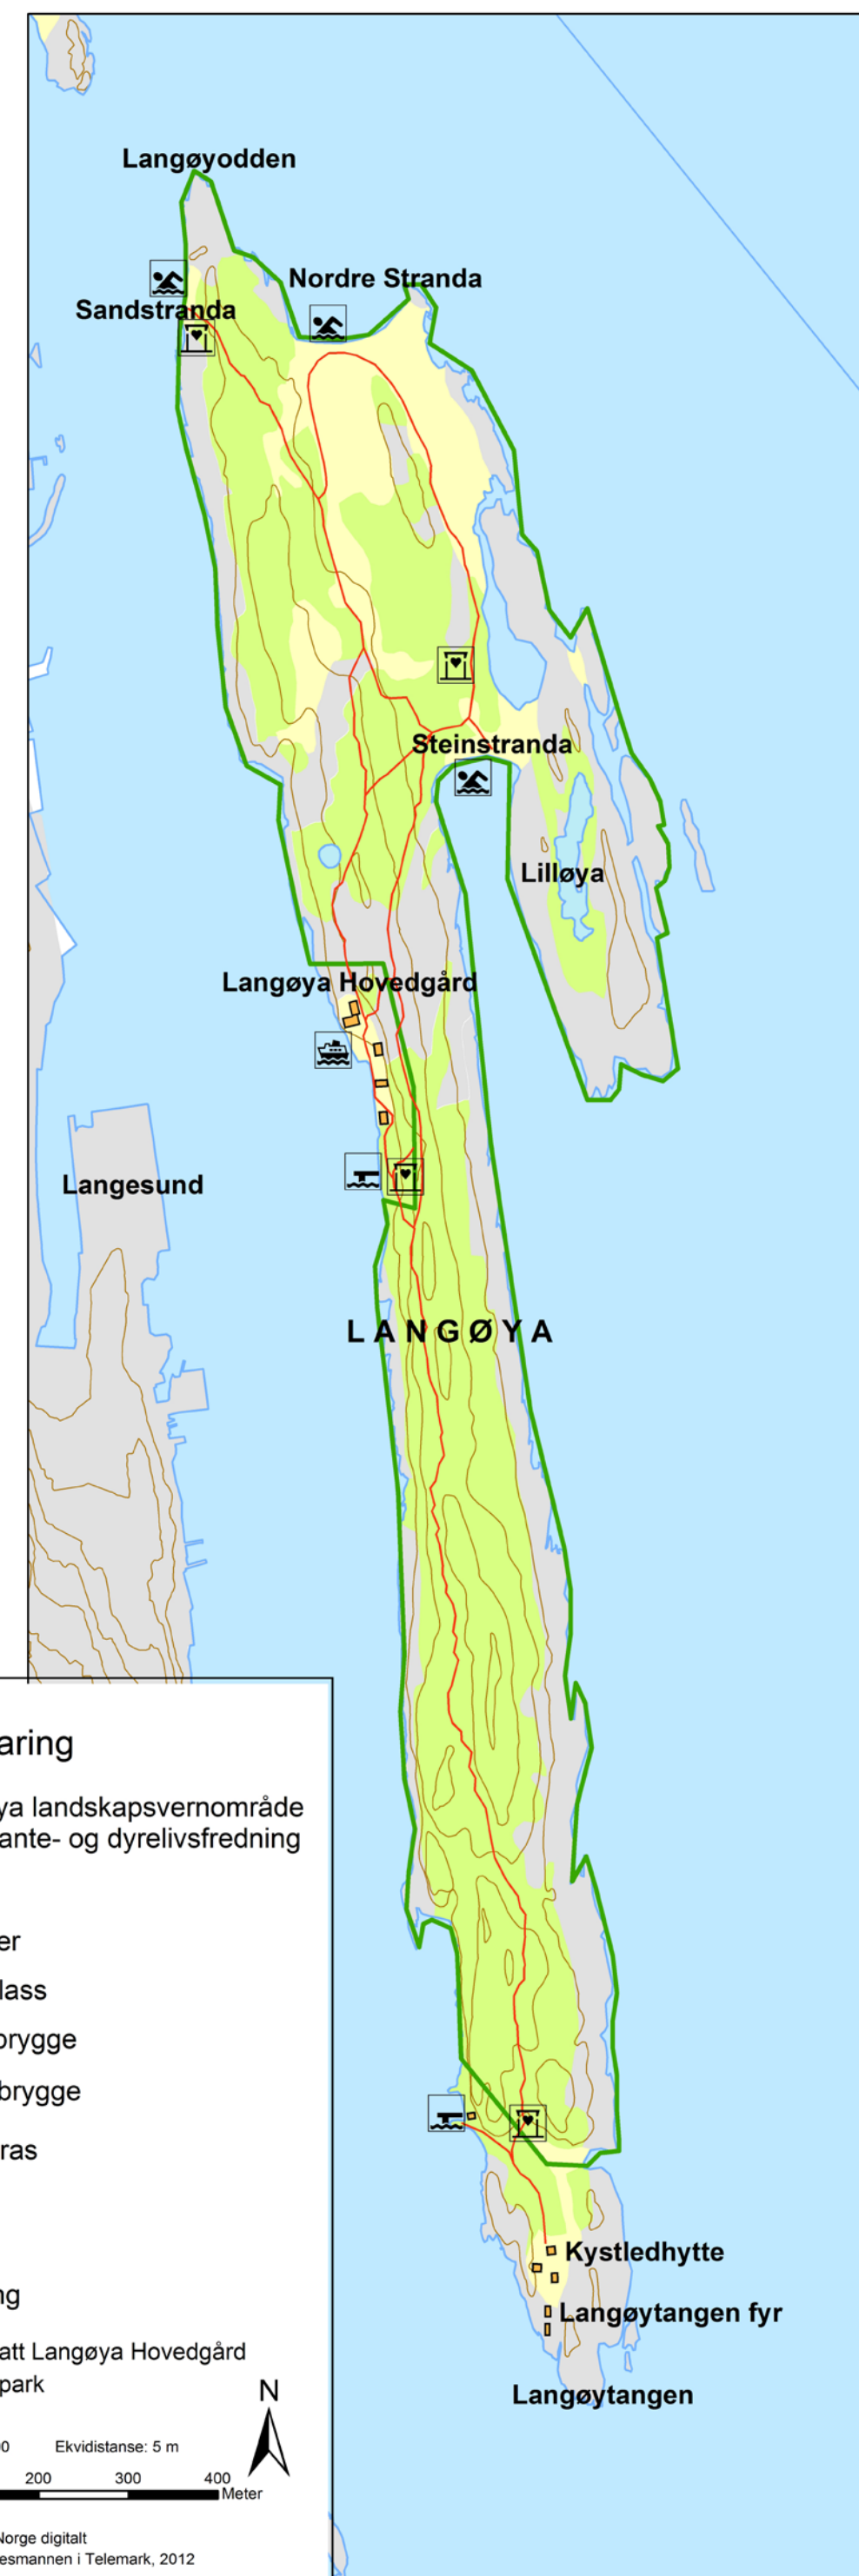 Langøyodden
Nordre Stranda
Sandstranda
Steinstranda
Lilløya
Langøya Hovedgård
Langesund
LANGØYA
aring
ya landskapsvernområde
ante- og dyrelivsfredning
er
lass
brygge
brygge
ras
ng
att Langøya Hovedgård
park
N
00 Ekvidistanse: 5 m
200 300 400
Meter
Norge digitalt
esmannen i Telemark, 2012
Kystledhytte
Langøytangen fyr
Langøytangen